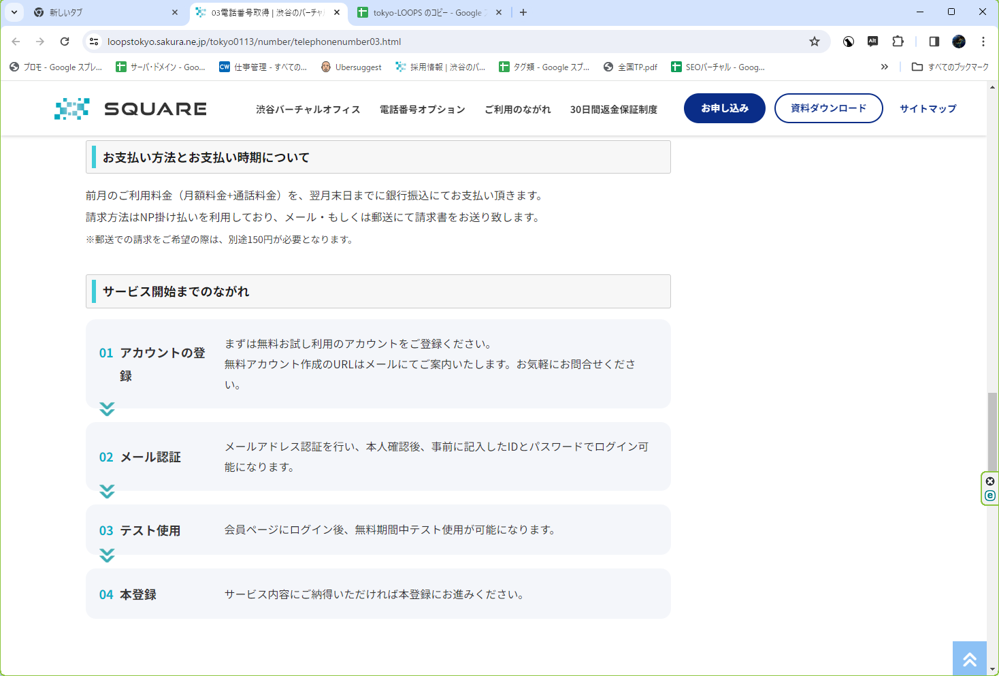 新しいタブ
03電話番号取得 | 渋谷のバーチャ
tokyo-LOOPS のコピー - Google ス
loopstokyo.sakura.ne.jp/tokyo0113/number/telephonenumber03.html
Alt
プロモ - Google スプレ...
サーバ・ドメイン - Goo...
CW
仕事管理 - すべての...
Ubersuggest
採用情報 | 渋谷のバ...
タグ類 - Google スプ...
全国TP.pdf
SEOバーチャル - Goog...
すべてのブックマーク
SQUARE
渋谷バーチャルオフィス
電話番号オプション
ご利用のながれ
30日間返金保証制度
お申し込み
資料ダウンロード
サイトマップ
お支払い方法とお支払い時期について
前月のご利用料金（月額料金+通話料金）を、翌月末日までに銀行振込にてお支払い頂きます。
請求方法はNP掛け払いを利用しており、メール・もしくは郵送にて請求書をお送り致します。
※郵送での請求をご希望の際は、別途150円が必要となります。
サービス開始までのながれ
01 アカウントの登
録
まずは無料お試し利用のアカウントをご登録ください。
無料アカウント作成のURLはメールにてご案内いたします。お気軽にお問合せくださ
い。
02 メール認証
メールアドレス認証を行い、本人確認後、事前に記入したIDとパスワードでログイン可
能になります。
03 テスト使用
会員ページにログイン後、無料期間中テスト使用が可能になります。
04 本登録
サービス内容にご納得いただければ本登録にお進みください。